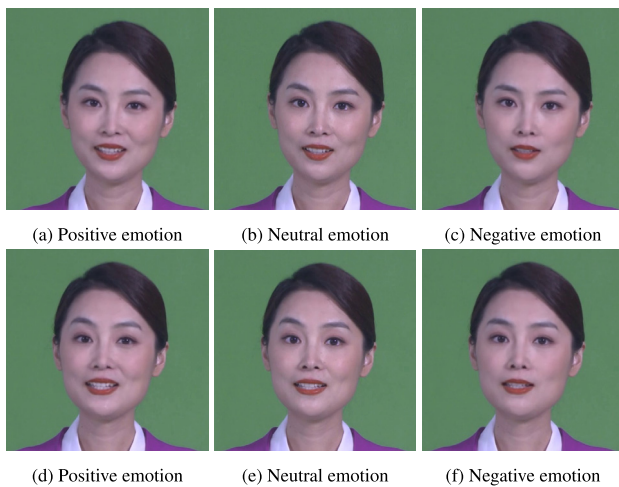 (a) Positive emotion
(b) Neutral emotion
(c) Negative emotion
(d) Positive emotion
(e) Neutral emotion
(f) Negative emotion